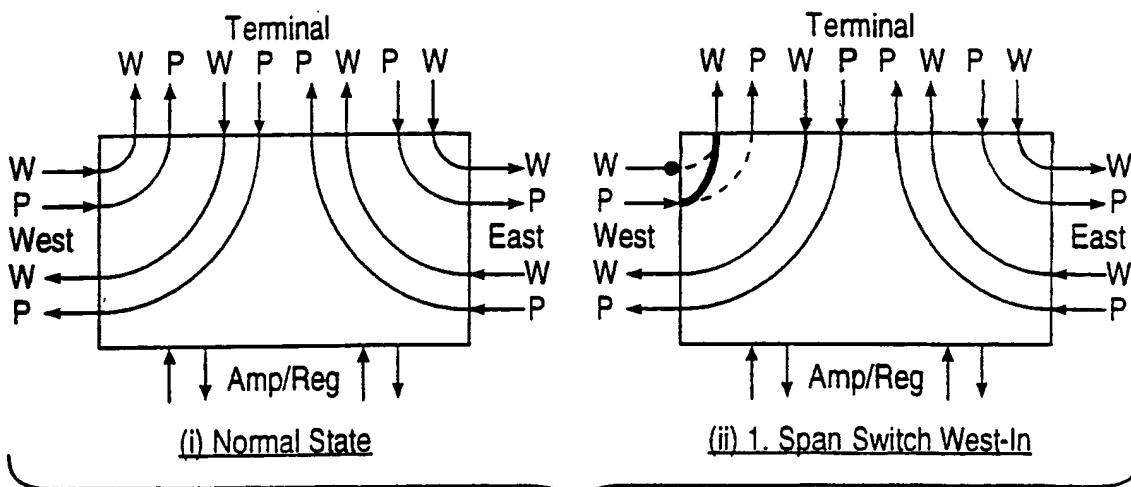 Terminal
W P W P P W P W
W
W
P
P
West
East
W
W
P
P
Amp/Reg
(i) Normal State
Terminal
W P W P P W P W
W
W
P
P
West
East
W
W
P
P
Amp/Reg
(ii) 1. Span Switch West-In